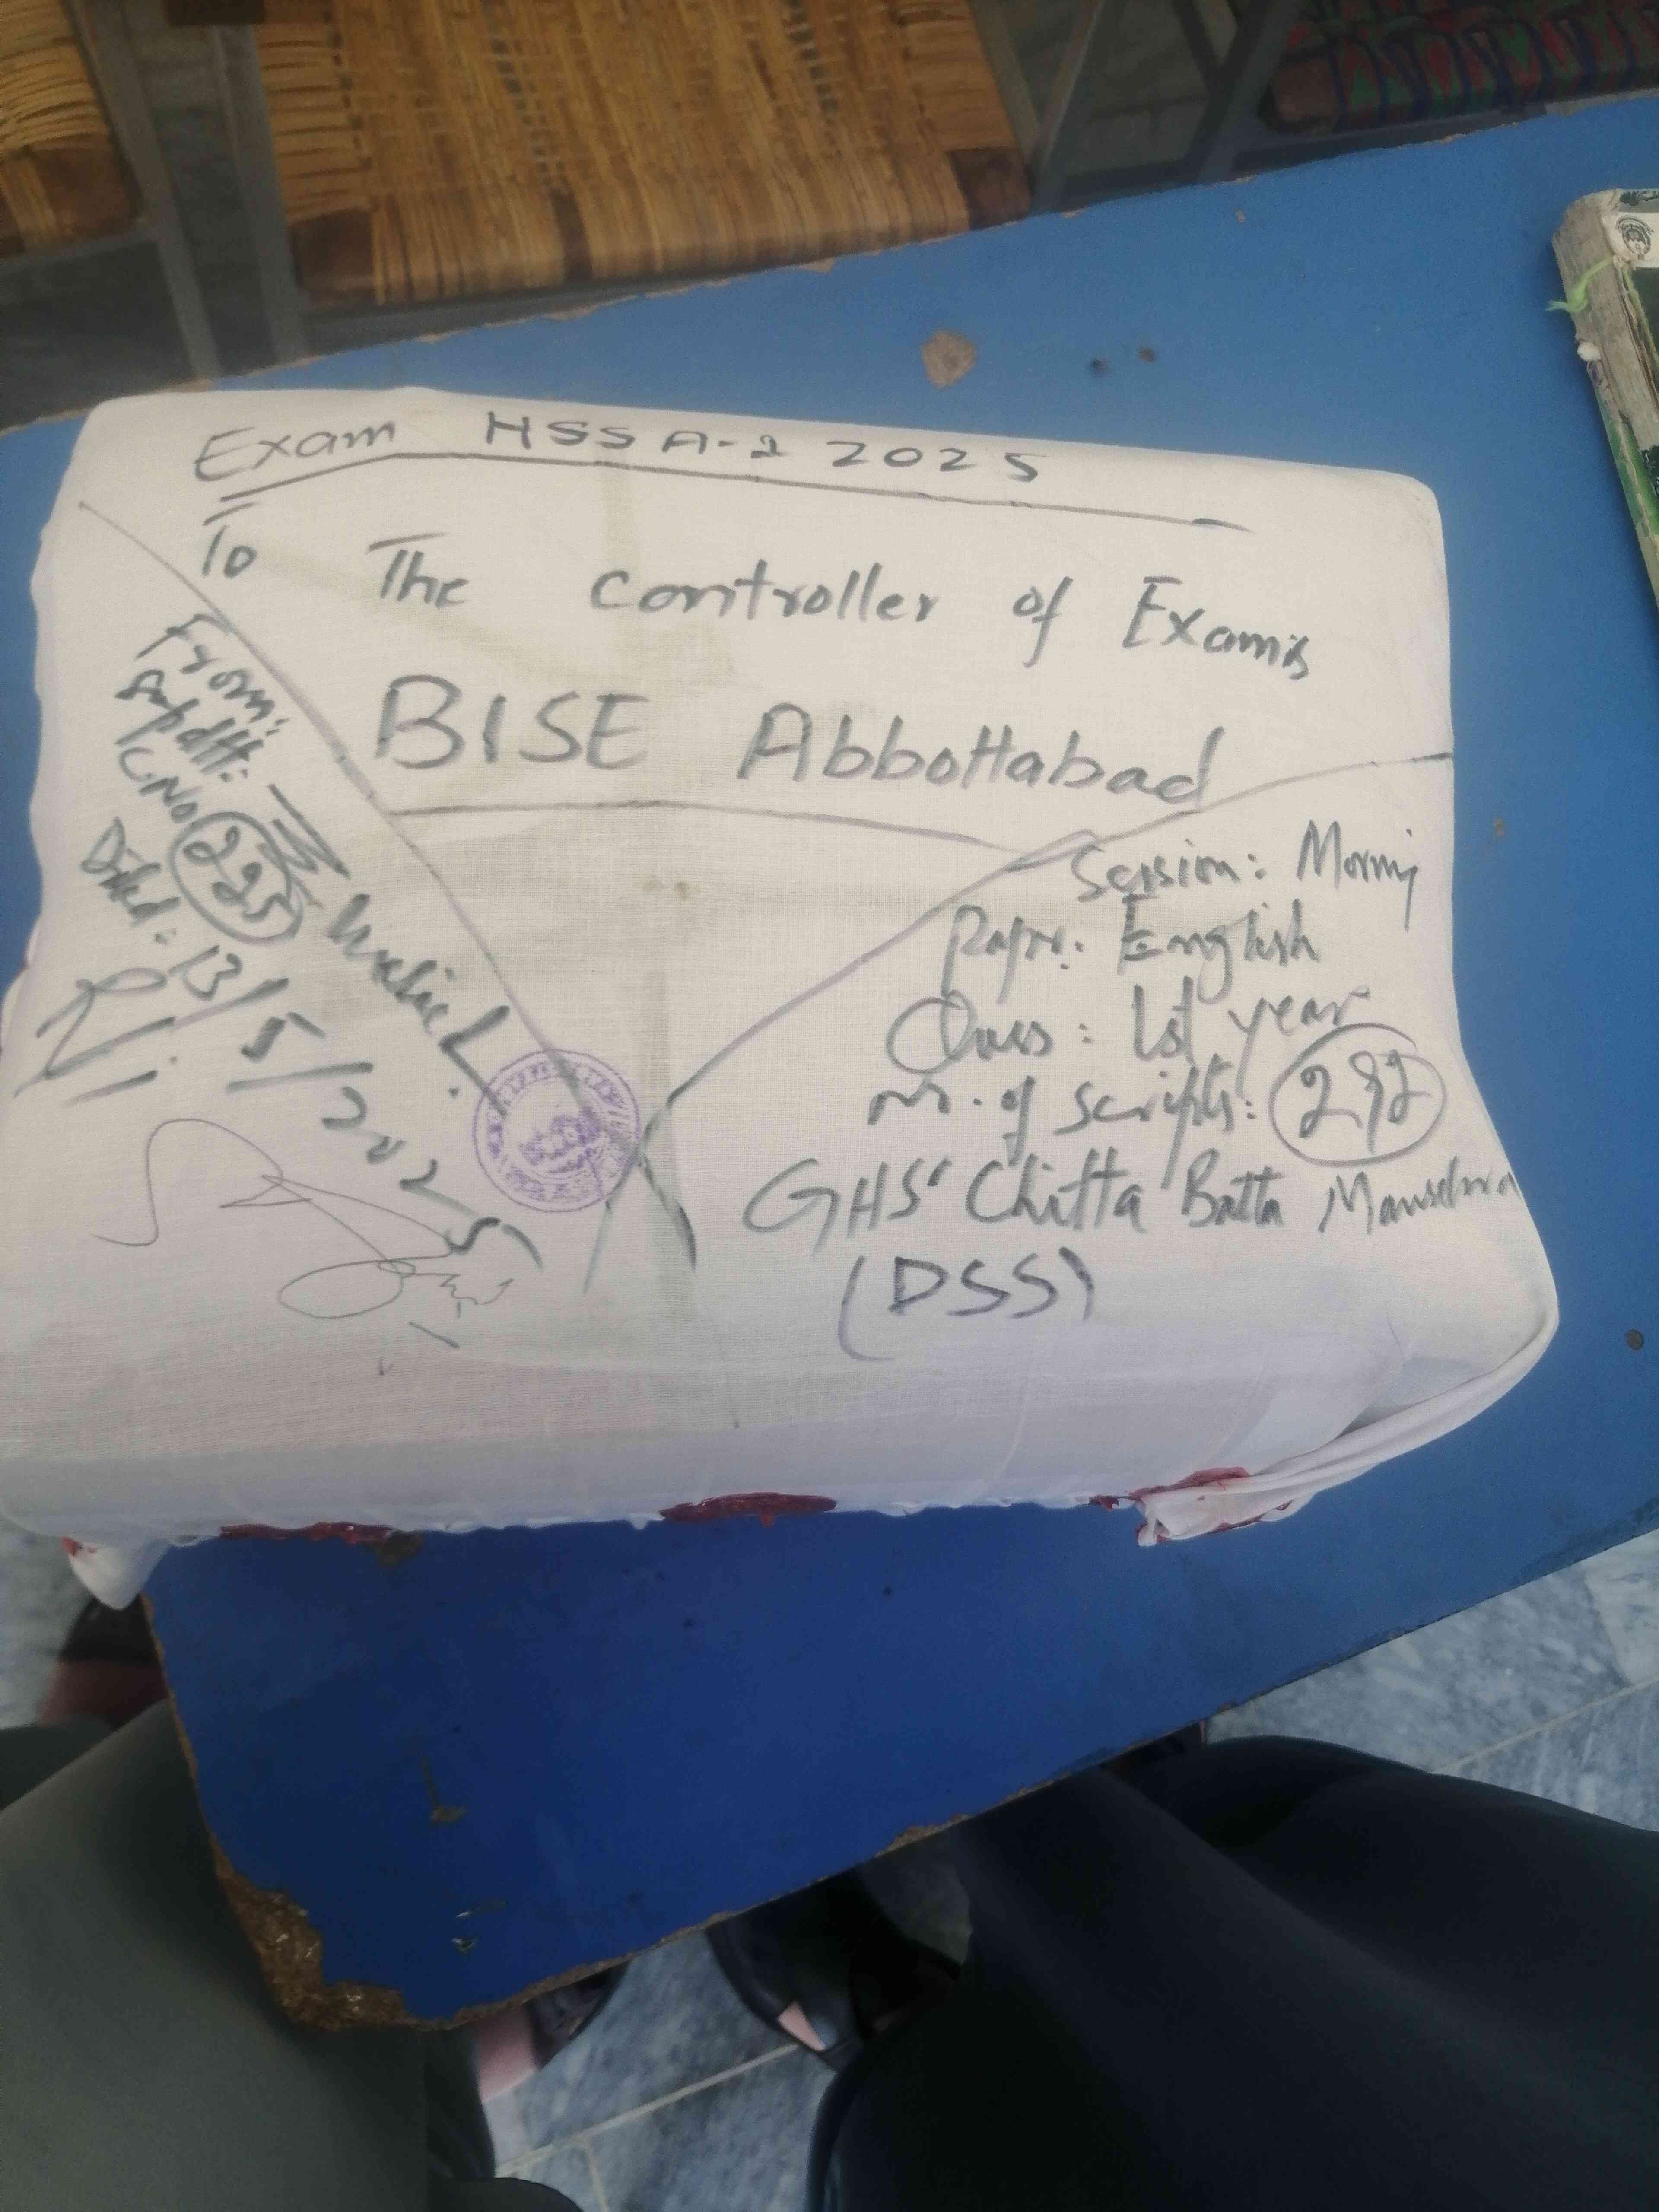 Exam HSSA-1 2025
To
The Controller of Exams
BISE Abbottabad
From:
Supdtt:
C.No 225
Dated: 13/5/2025
Session: Morning
Paper: English
Class: 1st year
No. of scripts: 292
GHS Chitta Batta Mansehra
(DSS)